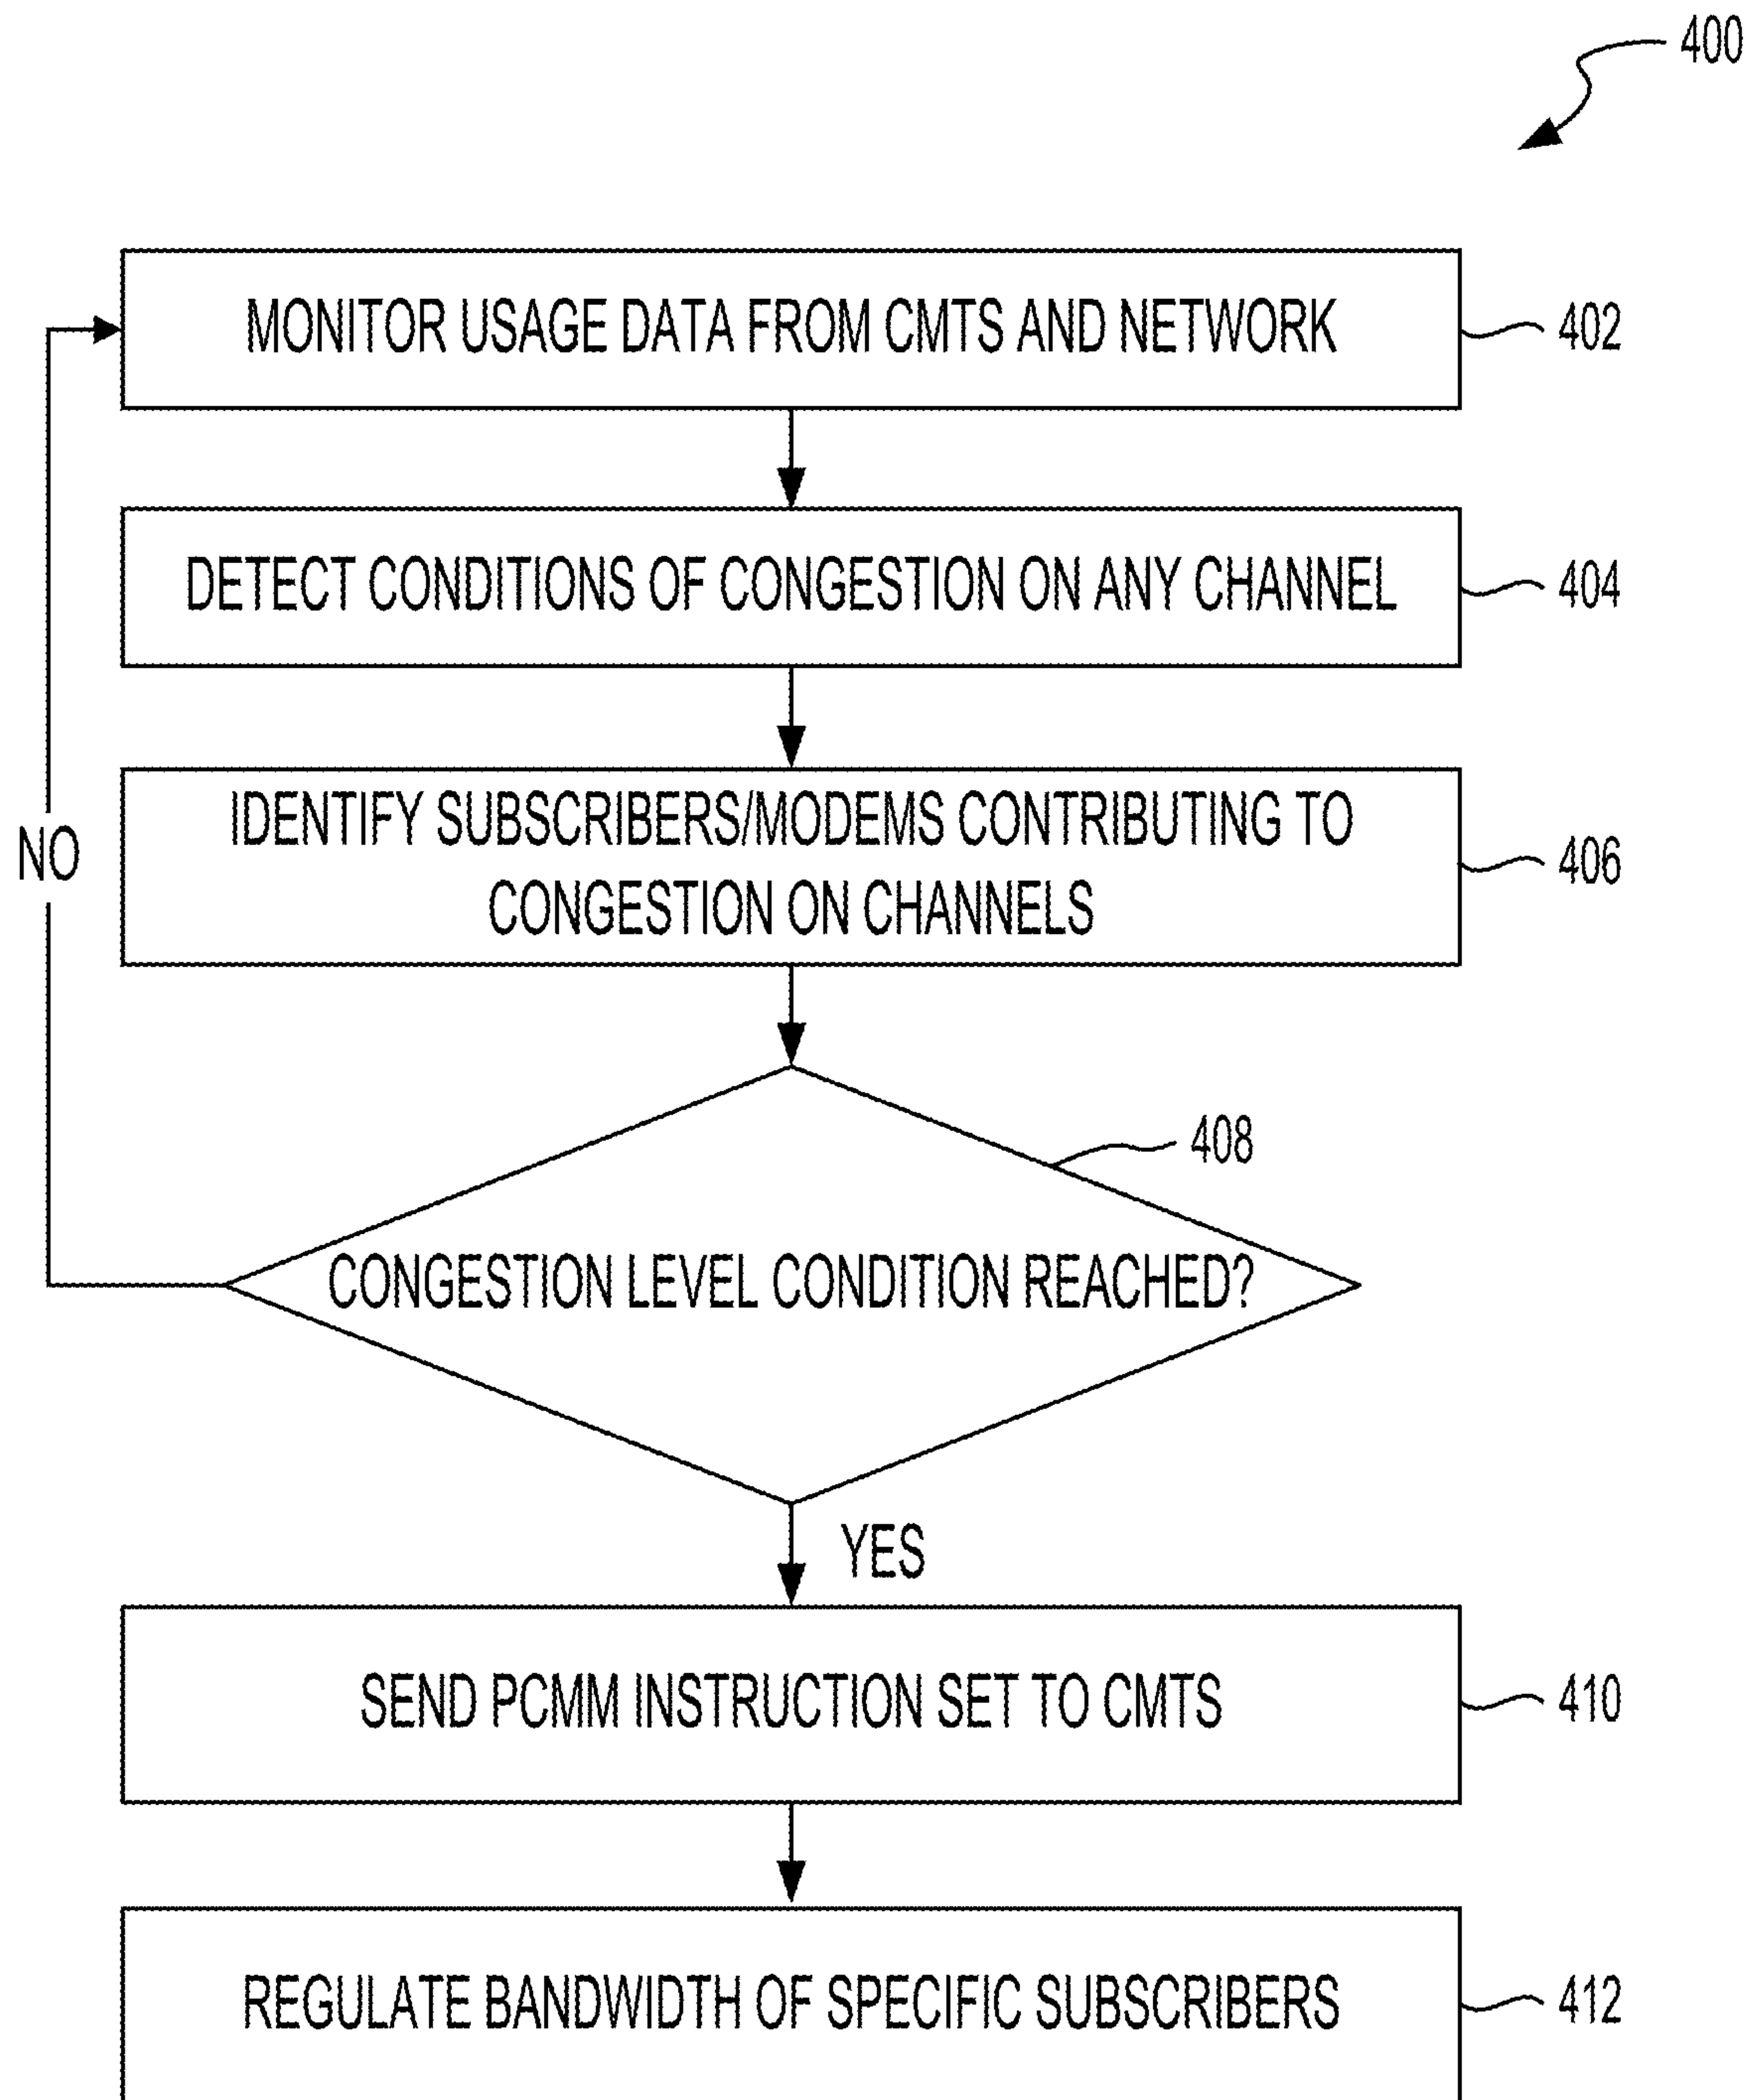 400
MONITOR USAGE DATA FROM CMTS AND NETWORK
402
DETECT CONDITIONS OF CONGESTION ON ANY CHANNEL
404
IDENTIFY SUBSCRIBERS/MODEMS CONTRIBUTING TO
CONGESTION ON CHANNELS
406
NO
408
CONGESTION LEVEL CONDITION REACHED?
YES
SEND PCMM INSTRUCTION SET TO CMTS
410
REGULATE BANDWIDTH OF SPECIFIC SUBSCRIBERS
412